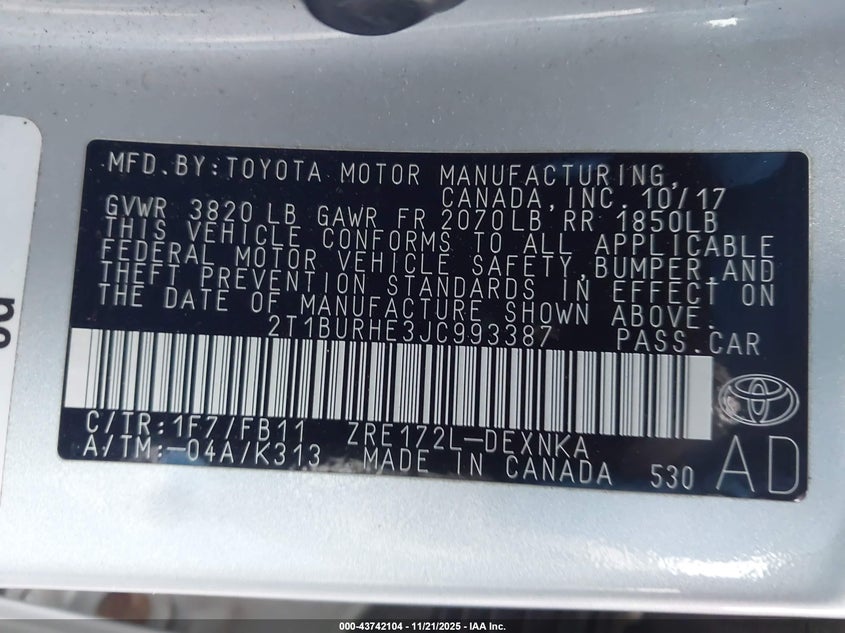 MFD.BY:TOYOTA MOTOR MANUFACTURING,
CANADA,INC. 10/17
GVWR 3820 LB GAWR FR 2070LB RR 1850LB
THIS VEHICLE CONFORMS TO ALL APPLICABLE
FEDERAL MOTOR VEHICLE SAFETY,BUMPER,AND
THEFT PREVENTION STANDARDS IN EFFECT ON
THE DATE OF MANUFACTURE SHOWN ABOVE.
2T1BURHE3JC993387 PASS.CAR
C/TR:1F7/FB11 ZRE172L-DEXNKA
A/TM:-04A/K313 MADE IN CANADA 530 AD
000-43742104 - 11/21/2025 - IAA Inc.